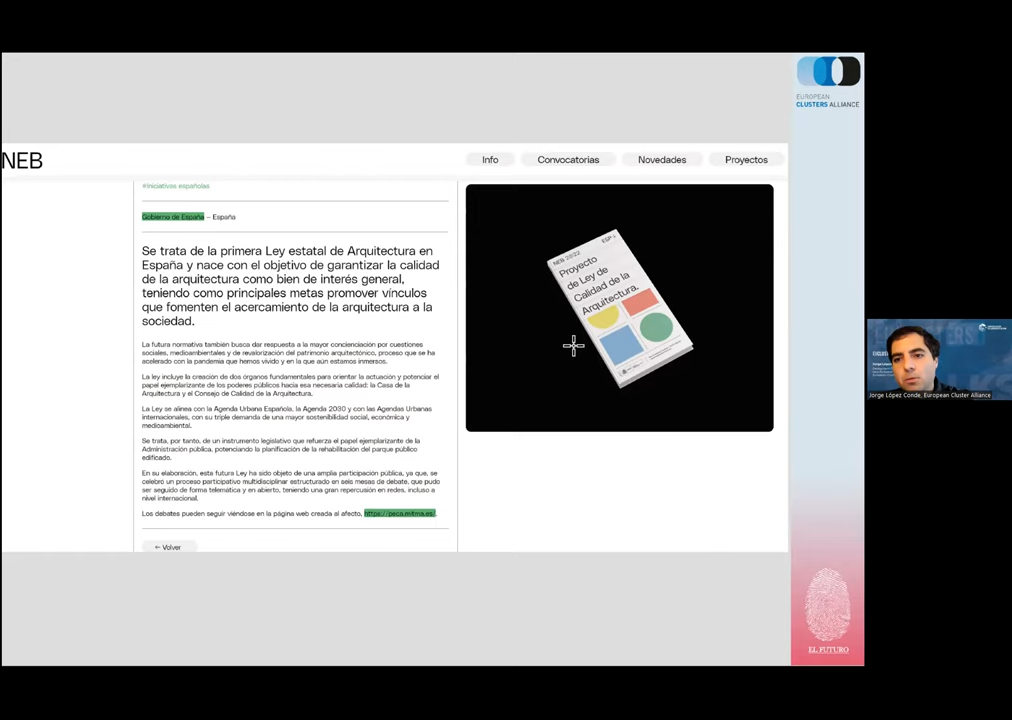 EUROPEAN
CLUSTERS ALLIANCE
NEB
Info
Convocatorias
Novedades
Proyectos
#Iniciativas españolas
Gobierno de España – España
Se trata de la primera Ley estatal de Arquitectura en
España y nace con el objetivo de garantizar la calidad
de la arquitectura como bien de interés general,
teniendo como principales metas promover vínculos
que fomenten el acercamiento de la arquitectura a la
sociedad.
La futura normativa también busca dar respuesta a la mayor concienciación por cuestiones
sociales, medioambientales y de revalorización del patrimonio arquitectónico, proceso que se ha
acelerado con la pandemia que hemos vivido y en la que aún estamos inmersos.
La ley incluye la creación de dos órganos fundamentales para orientar la actuación y potenciar el
papel ejemplarizante de los poderes públicos hacia esa necesaria calidad: la Casa de la
Arquitectura y el Consejo de Calidad de la Arquitectura.
La Ley se alinea con la Agenda Urbana Española, la Agenda 2030 y con las Agendas Urbanas
internacionales, con su triple demanda de una mayor sostenibilidad social, económica y
medioambiental.
Se trata, por tanto, de un instrumento legislativo que refuerza el papel ejemplarizante de la
Administración pública, potenciando la planificación de la rehabilitación del parque público
edificado.
En su elaboración, esta futura Ley ha sido objeto de una amplia participación pública, ya que, se
celebró un proceso participativo multidisciplinar estructurado en seis mesas de debate, que pudo
ser seguido de forma telemática y en abierto, teniendo una gran repercusión en redes, incluso a
nivel internacional.
Los debates pueden seguir viéndose en la página web creada al afecto, https://peca.mitma.es/.
← Volver
NEB 2022
ESP
Proyecto
de Ley de
Calidad de la
Arquitectura.
Jorge López Conde, European Cluster Alliance
EL FUTURO